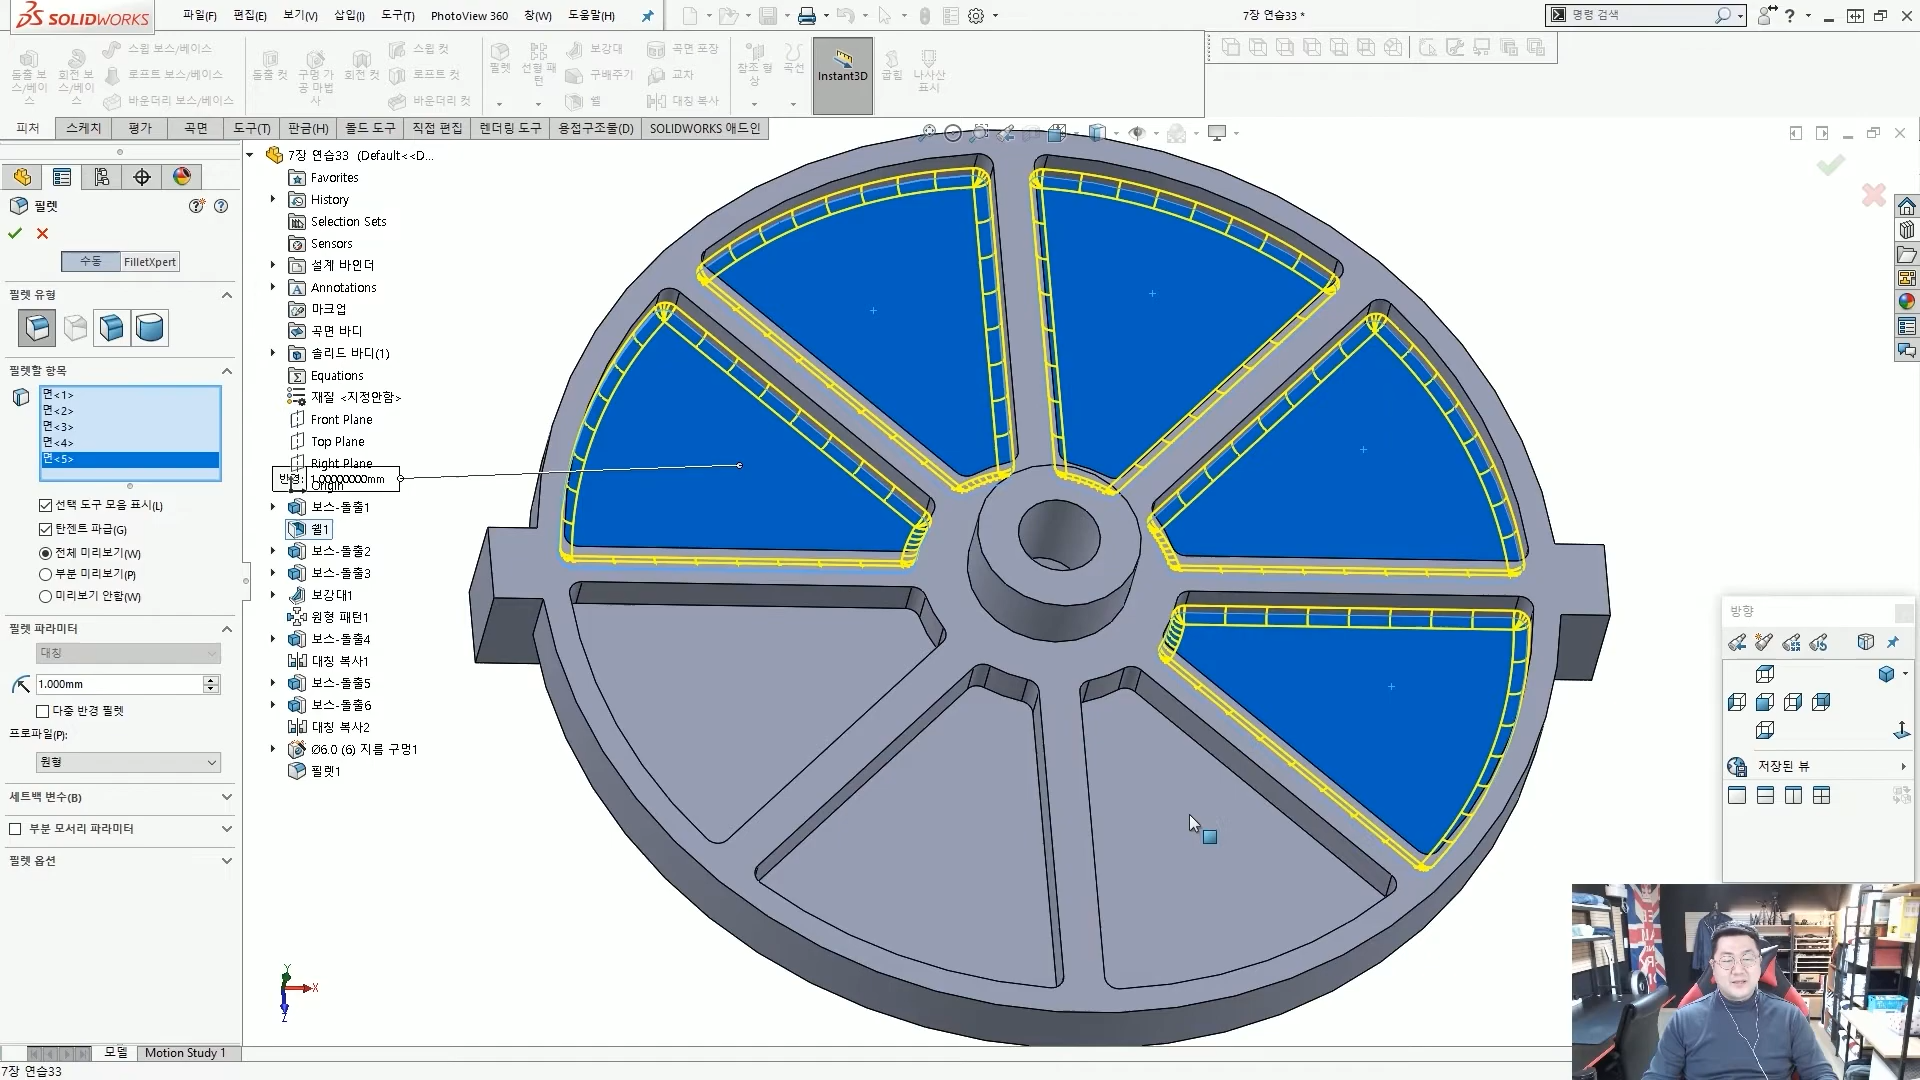 SOLIDWORKS
파일(F)
편집(E)
보기(V)
삽입(I)
도구(T)
PhotoView 360
창(W)
도움말(H)
7장 연습33 *
명령 검색
돌출 보스/베이스
회전 보스/베이스
스윕 보스/베이스
로프트 보스/베이스
바운더리 보스/베이스
돌출 컷
구멍 가공 마법사
회전 컷
스윕 컷
로프트 컷
바운더리 컷
필렛
선형 패턴
보강대
구배주기
쉘
곡면 포장
교차
대칭 복사
참조 형상
곡선
Instant3D
굽힘
나사산 표시
피처
스케치
평가
곡면
도구(T)
판금(H)
몰드 도구
직접 편집
렌더링 도구
용접구조물(D)
SOLIDWORKS 애드인
필렛
수동
FilletXpert
필렛 유형
필렛할 항목
면<1>
면<2>
면<3>
면<4>
면<5>
선택 도구 모음 표시(L)
탄젠트 파급(G)
전체 미리보기(W)
부분 미리보기(P)
미리보기 안함(W)
필렛 파라미터
대칭
1.000mm
다중 반경 필렛
프로파일(P):
원형
세트백 변수(B)
부분 모서리 파라미터
필렛 옵션
7장 연습33 (Default<<D...
Favorites
History
Selection Sets
Sensors
설계 바인더
Annotations
마크업
곡면 바디
솔리드 바디(1)
Equations
재질 <지정안함>
Front Plane
Top Plane
Right Plane
반경: 1.00000000mm
Origin
보스-돌출1
쉘1
보스-돌출2
보스-돌출3
보강대1
원형 패턴1
보스-돌출4
대칭 복사1
보스-돌출5
보스-돌출6
대칭 복사2
Ø6.0 (6) 지름 구멍1
필렛1
방향
저장된 뷰
Y
X
Z
모델
Motion Study 1
7장 연습33